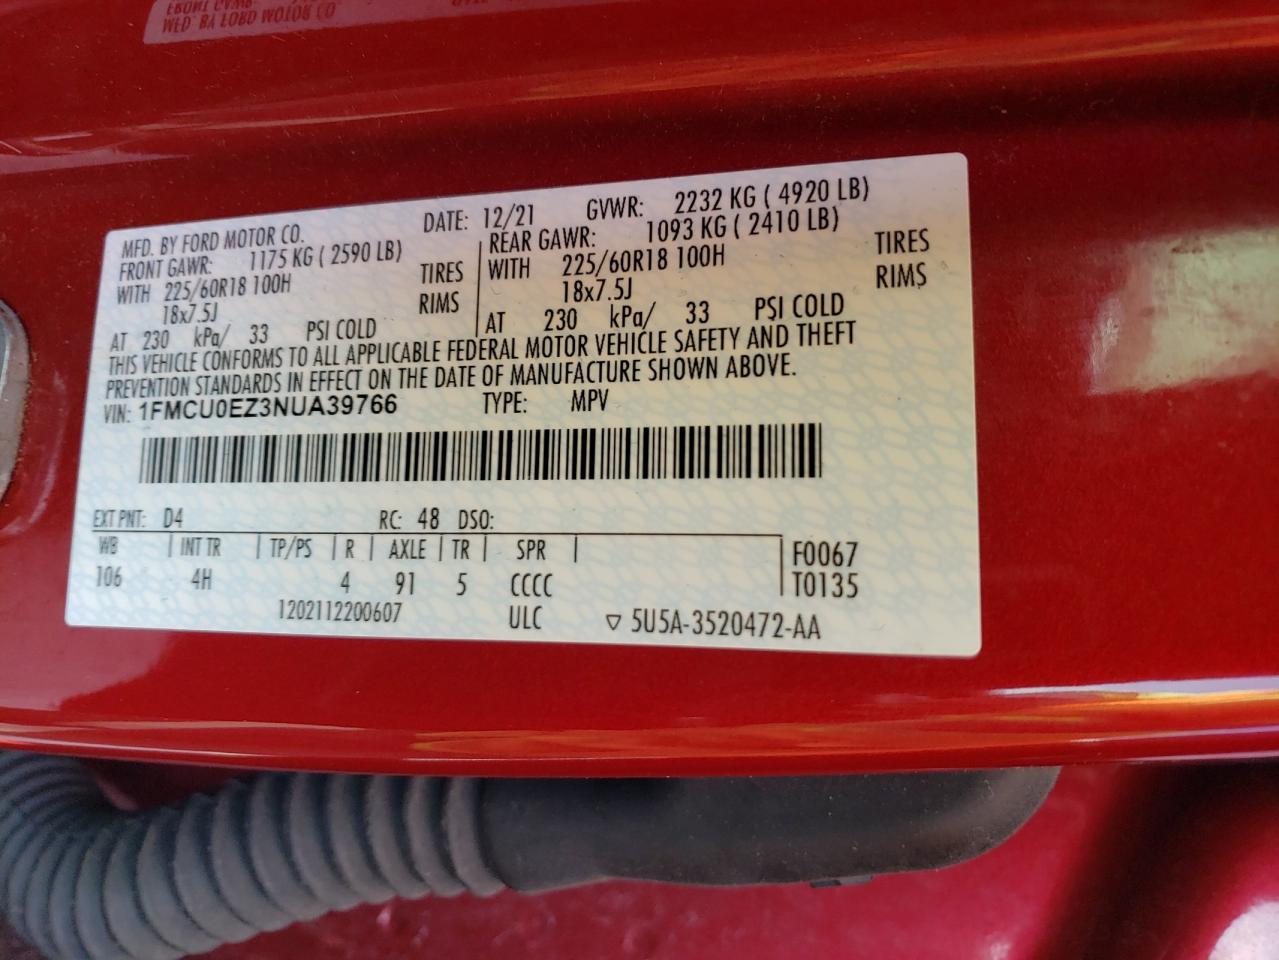 MFD. BY FORD MOTOR CO. DATE: 12/21 GVWR: 2232 KG ( 4920 LB)
FRONT GAWR: 1175 KG ( 2590 LB) REAR GAWR: 1093 KG ( 2410 LB)
WITH 225/60R18 100H TIRES WITH 225/60R18 100H TIRES
18x7.5J RIMS 18x7.5J RIMS
AT 230 kPa/ 33 PSI COLD AT 230 kPa/ 33 PSI COLD
THIS VEHICLE CONFORMS TO ALL APPLICABLE FEDERAL MOTOR VEHICLE SAFETY AND THEFT
PREVENTION STANDARDS IN EFFECT ON THE DATE OF MANUFACTURE SHOWN ABOVE.
VIN: 1FMCU0EZ3NUA39766 TYPE: MPV
EXT PNT: D4 RC: 48 DSO:
WB | INT TR | TP/PS | R | AXLE | TR | SPR | F0067
106 4H 4 91 5 CCCC T0135
1202112200607 ULC ▽ 5U5A-3520472-AA